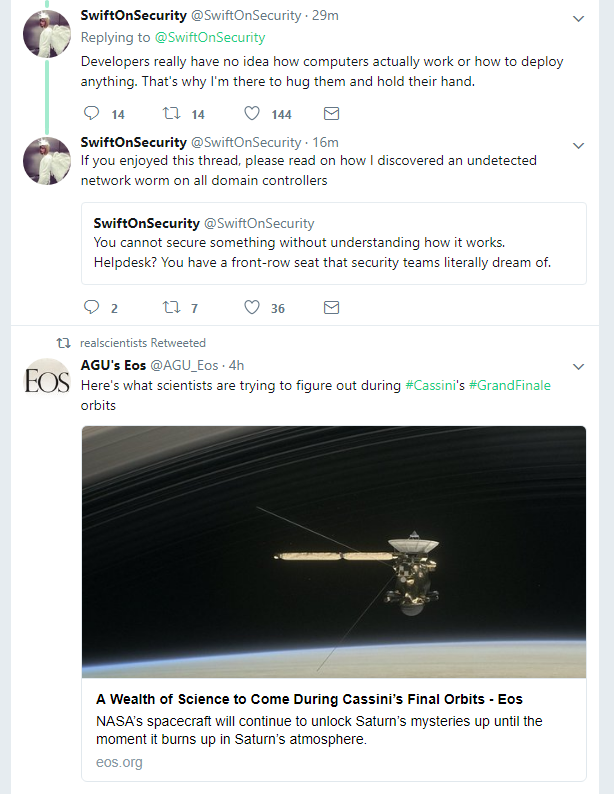 SwiftOnSecurity @SwiftOnSecurity · 29m
Replying to @SwiftOnSecurity
Developers really have no idea how computers actually work or how to deploy
anything. That's why I'm there to hug them and hold their hand.
14 14 144
SwiftOnSecurity @SwiftOnSecurity · 16m
If you enjoyed this thread, please read on how I discovered an undetected
network worm on all domain controllers
SwiftOnSecurity @SwiftOnSecurity
You cannot secure something without understanding how it works.
Helpdesk? You have a front-row seat that security teams literally dream of.
2 7 36
realscientists Retweeted
EOS
AGU's Eos @AGU_Eos · 4h
Here's what scientists are trying to figure out during #Cassini's #GrandFinale
orbits
A Wealth of Science to Come During Cassini's Final Orbits - Eos
NASA's spacecraft will continue to unlock Saturn's mysteries up until the
moment it burns up in Saturn's atmosphere.
eos.org